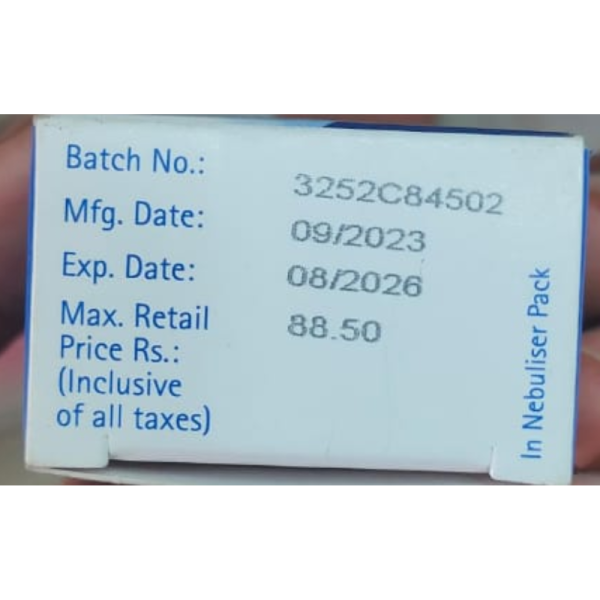 Batch No.: 3252C84502
Mfg. Date: 09/2023
Exp. Date: 08/2026
Max. Retail 88.50
Price Rs.:
(Inclusive
of all taxes)
In Nebuliser Pack